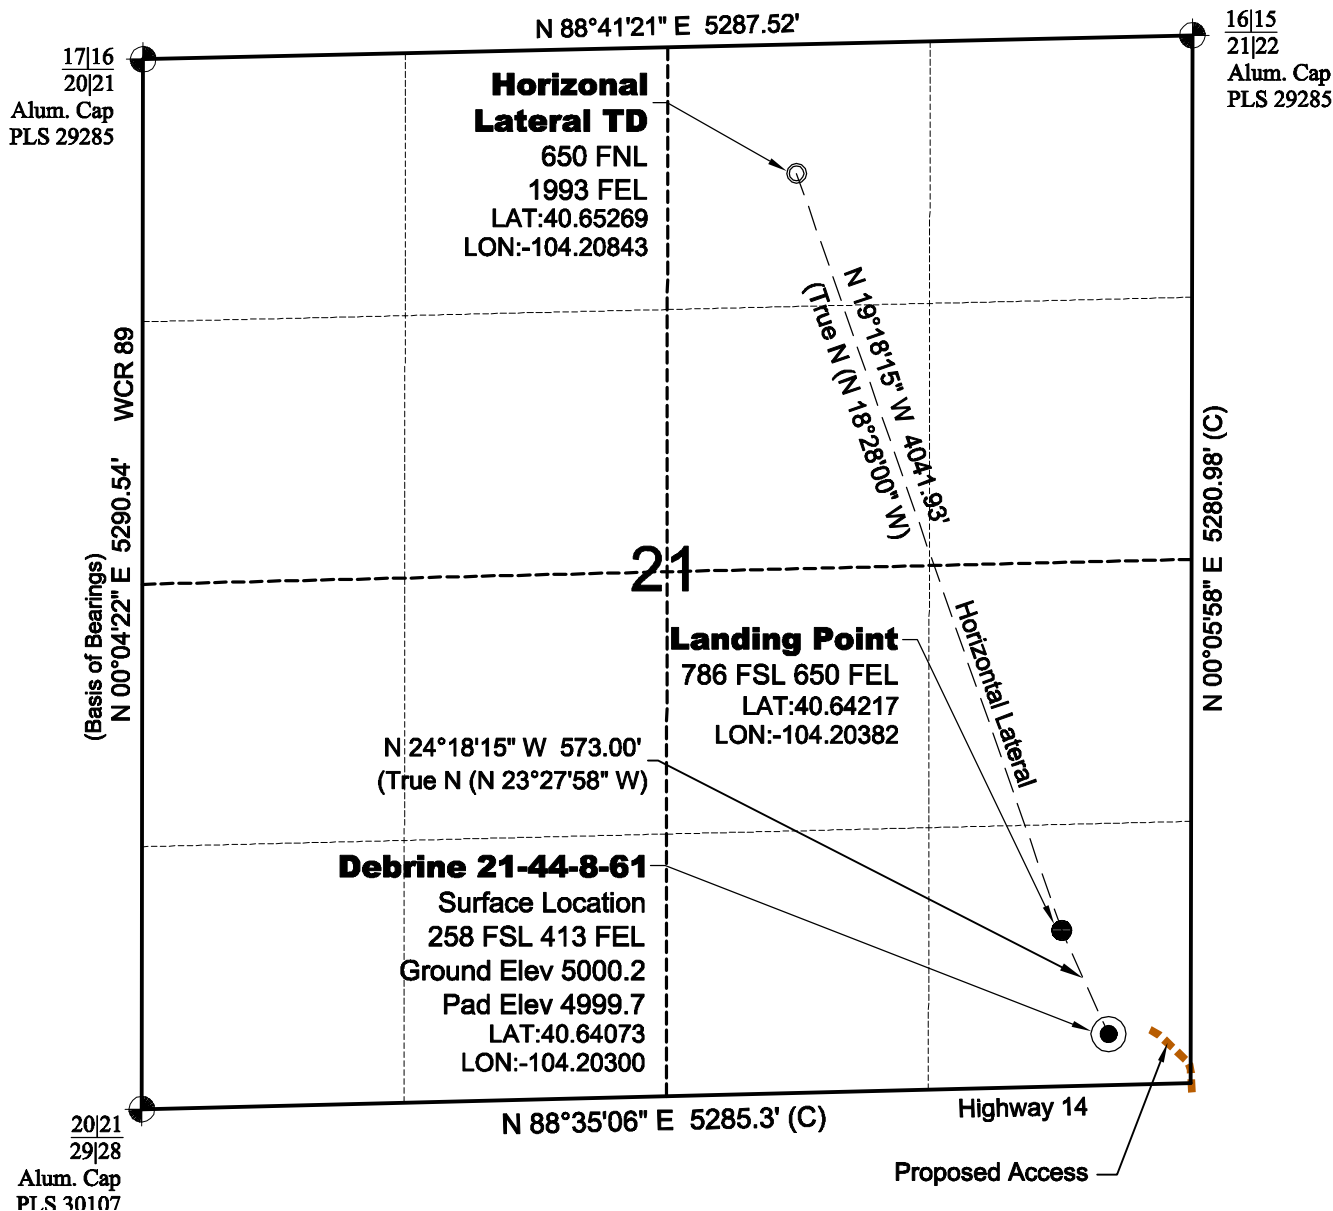 N 88°41'21" E 5287.52'
17|16
20|21
Alum. Cap
PLS 29285
16|15
21|22
Alum. Cap
PLS 29285
Horizonal
Lateral TD
650 FNL
1993 FEL
LAT:40.65269
LON:-104.20843
N 19°18'15" W 4041.93'
(True N (N 18°28'00" W)
WCR 89
(Basis of Bearings)
N 00°04'22" E 5290.54'
N 00°05'58" E 5280.98' (C)
21
Horizontal Lateral
Landing Point
786 FSL 650 FEL
LAT:40.64217
LON:-104.20382
N 24°18'15" W 573.00'
(True N (N 23°27'58" W)
Debrine 21-44-8-61
Surface Location
258 FSL 413 FEL
Ground Elev 5000.2
Pad Elev 4999.7
LAT:40.64073
LON:-104.20300
N 88°35'06" E 5285.3' (C)
Highway 14
Proposed Access
20|21
29|28
Alum. Cap
PLS 30107